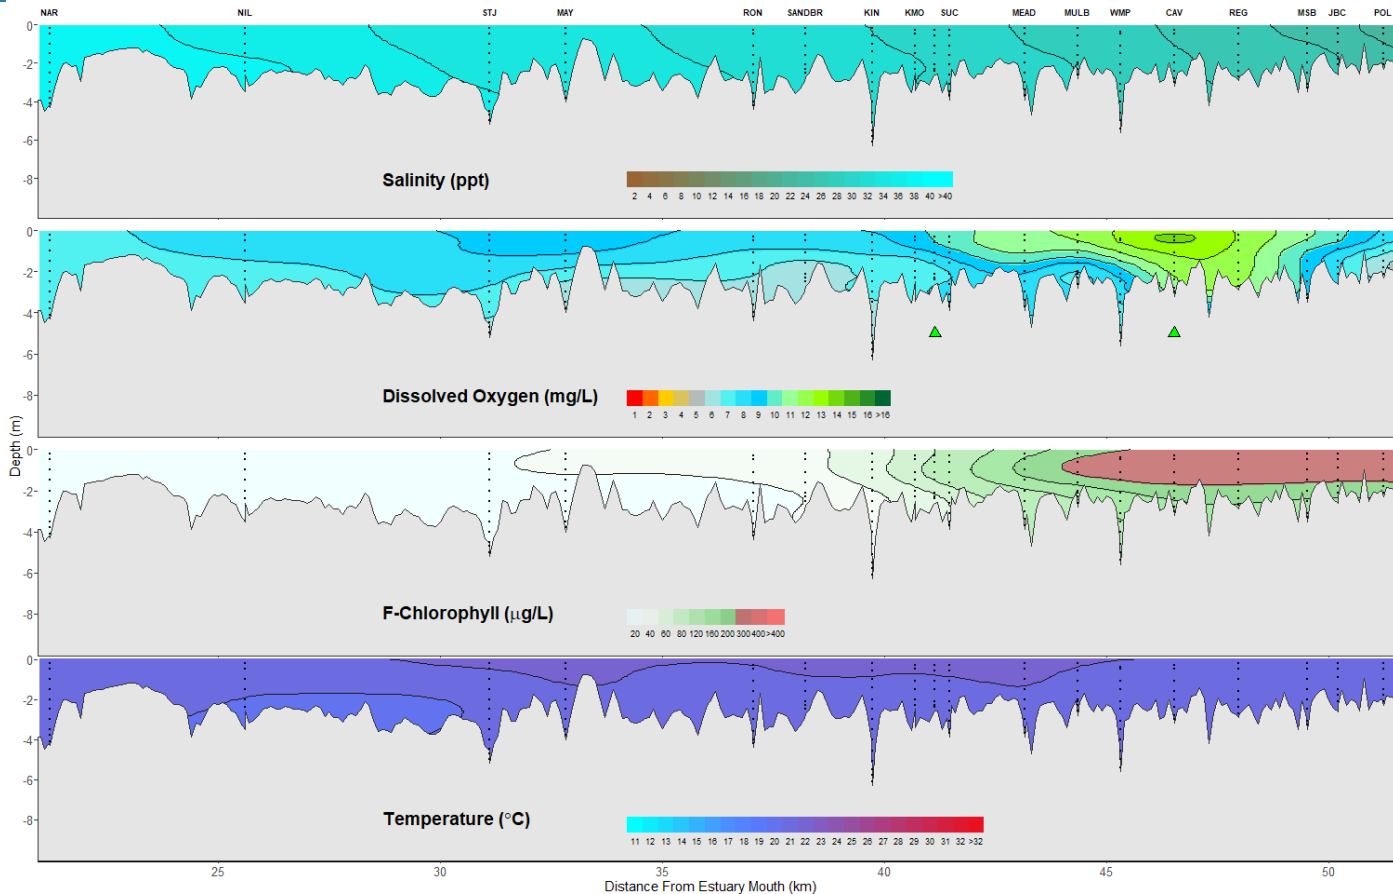 NAR NIL STJ MAY RON SANDBR KIN KMO SUC MEAD MULB WMP CAV REG MSB JBC POL
0
-2
-4
-6
-8
Salinity (ppt)
2 4 6 8 10 12 14 16 18 20 22 24 26 28 30 32 34 36 38 40 >40
0
-2
-4
-6
-8
Dissolved Oxygen (mg/L)
1 2 3 4 5 6 7 8 9 10 11 12 13 14 15 16 >16
Depth (m)
0
-2
-4
-6
-8
F-Chlorophyll (µg/L)
20 40 60 80 120 160 200 300 400 >400
0
-2
-4
-6
-8
Temperature (°C)
11 12 13 14 15 16 17 18 19 20 21 22 23 24 25 26 27 28 29 30 31 32 >32
25 30 35 40 45 50
Distance From Estuary Mouth (km)